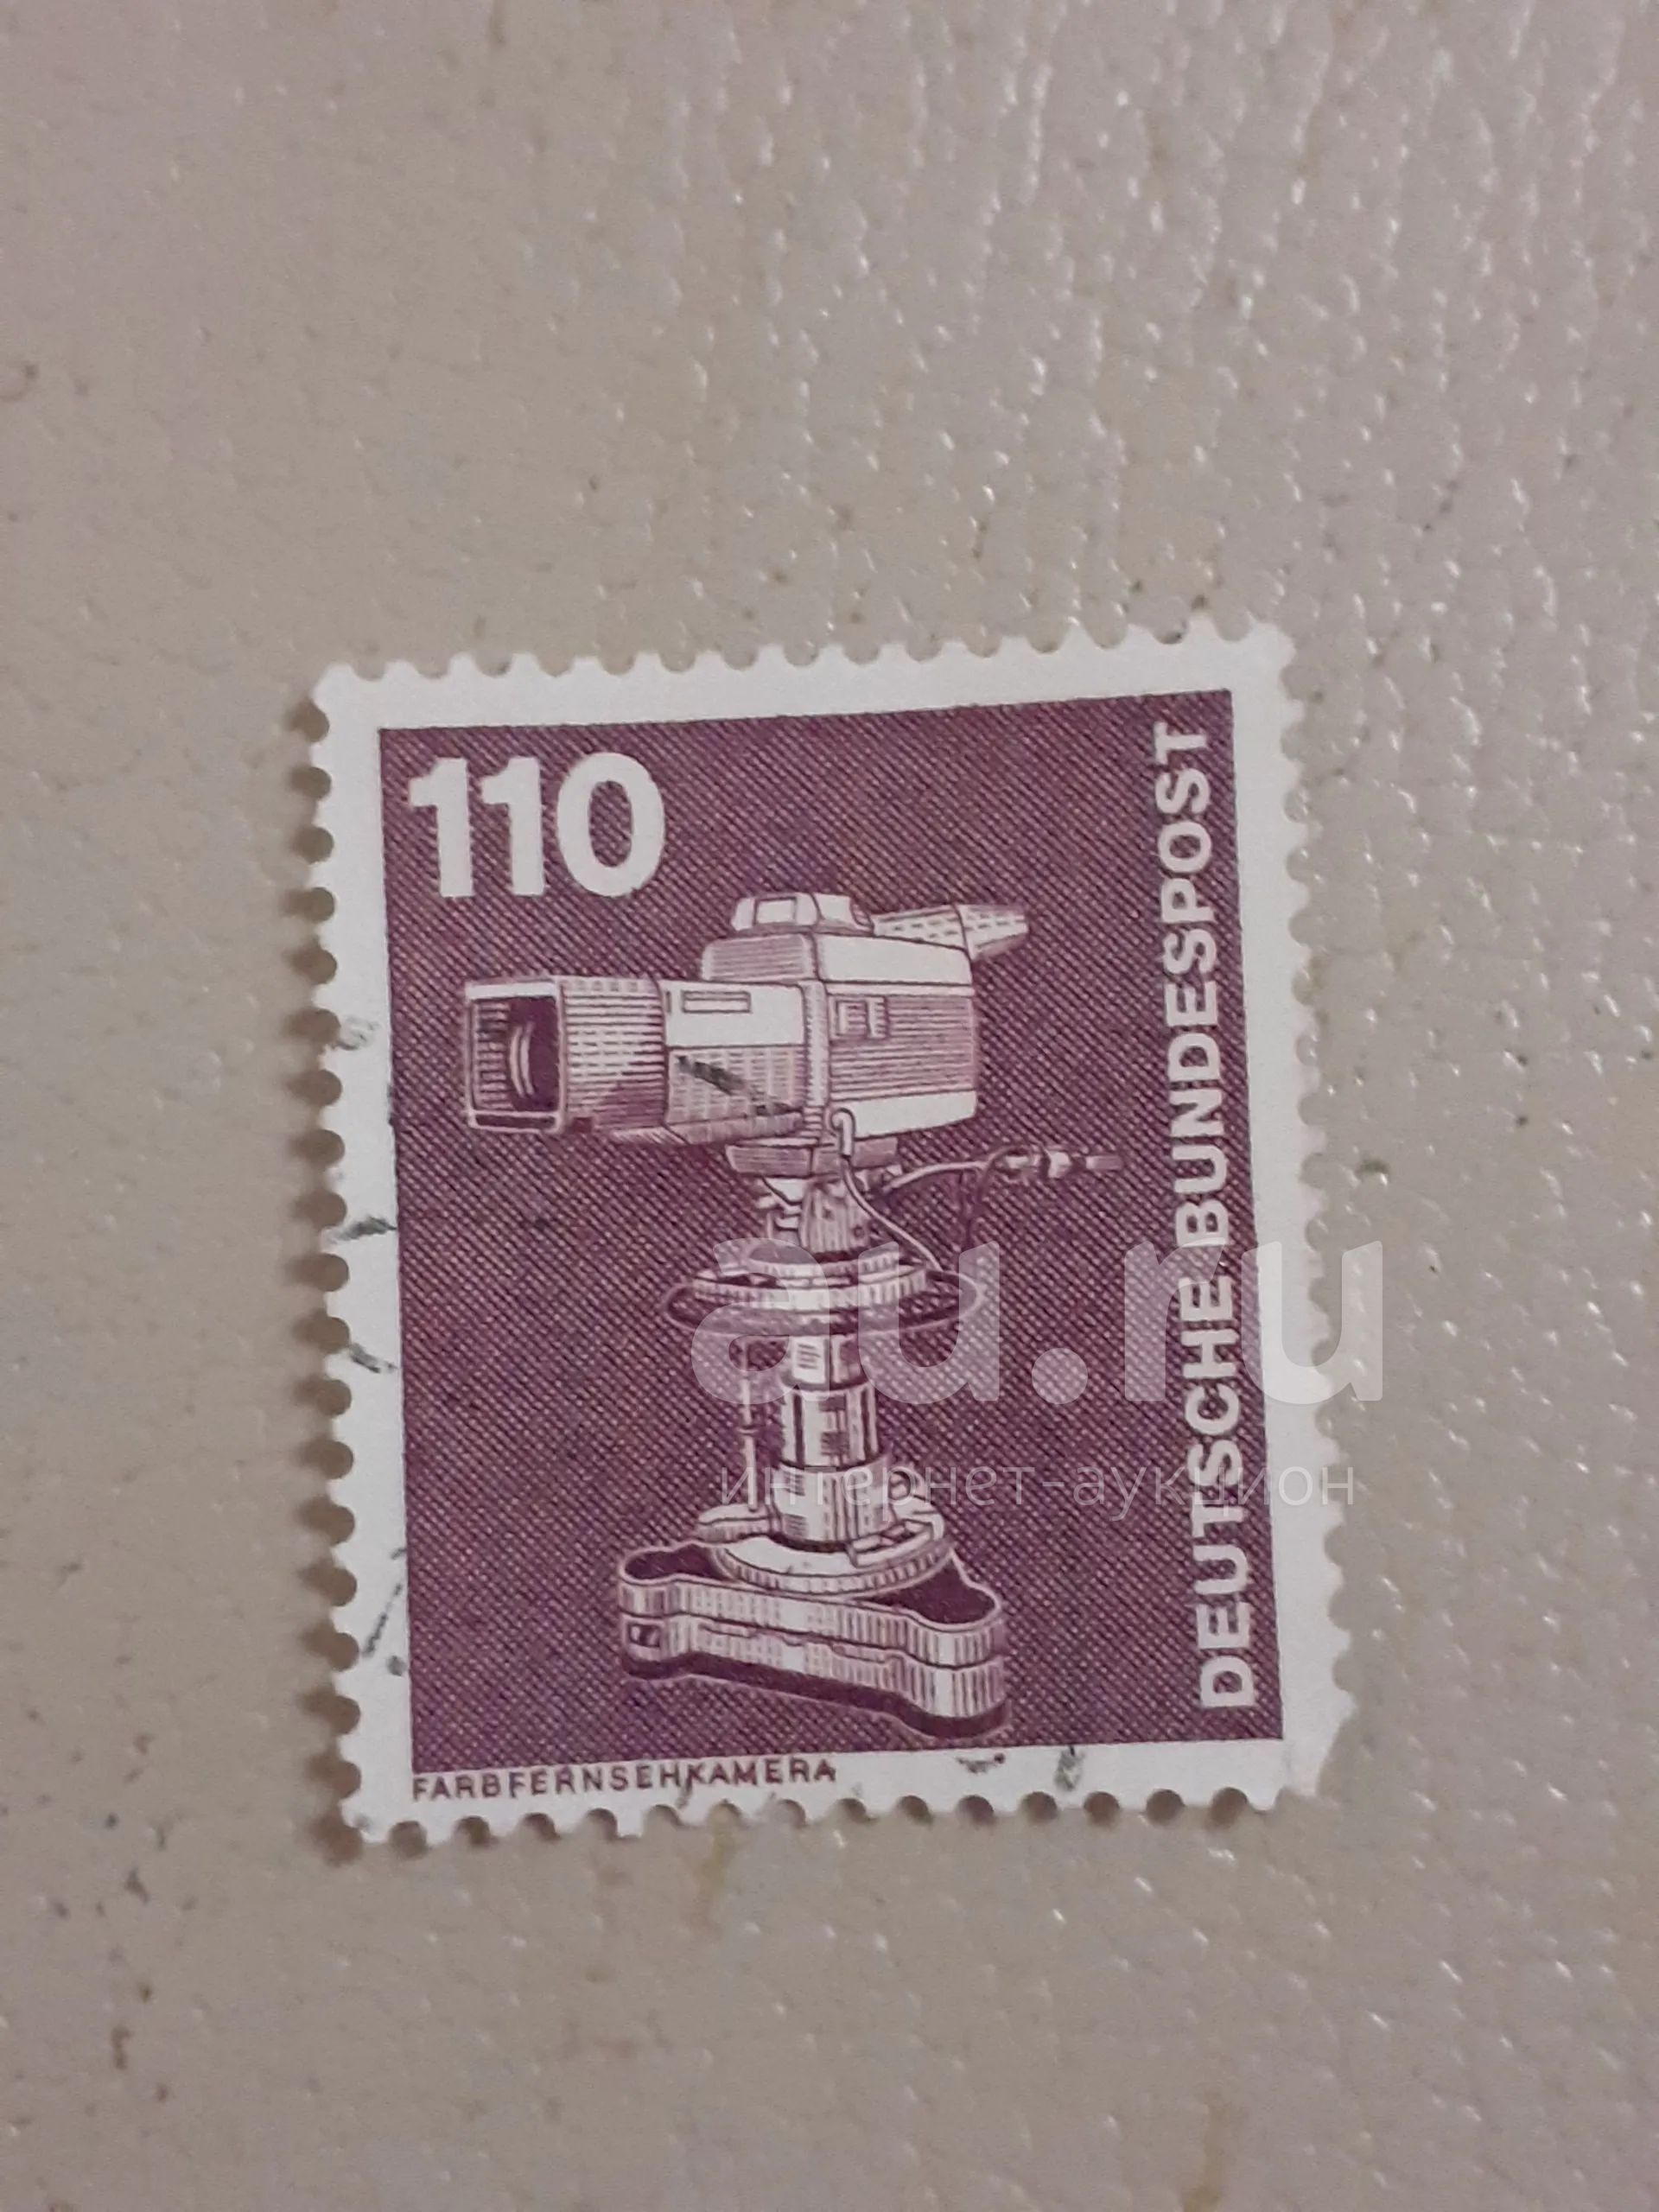 110
DEUTSCHE BUNDESPOST
FARBFERNSEHKAMERA
au.ru
интернет-аукцион